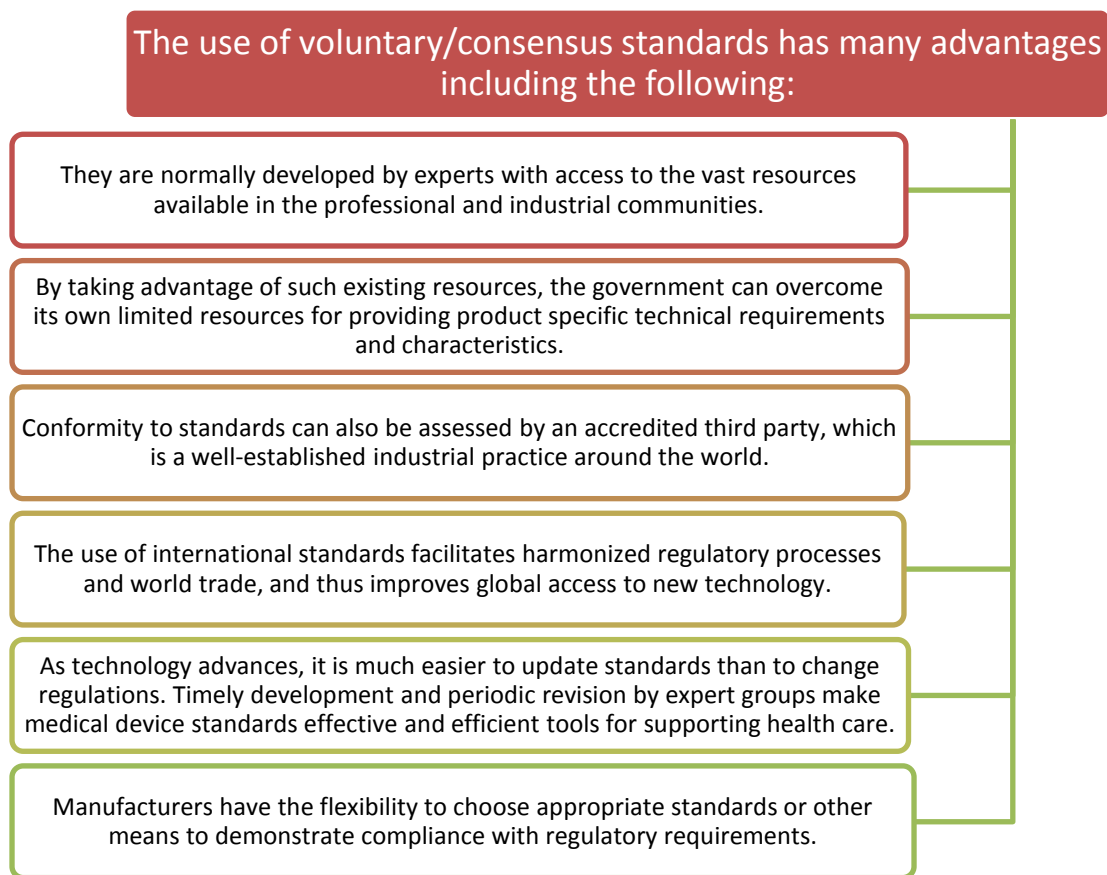 The use of voluntary/consensus standards has many advantages
including the following:
They are normally developed by experts with access to the vast resources
available in the professional and industrial communities.
By taking advantage of such existing resources, the government can overcome
its own limited resources for providing product specific technical requirements
and characteristics.
Conformity to standards can also be assessed by an accredited third party, which
is a well-established industrial practice around the world.
The use of international standards facilitates harmonized regulatory processes
and world trade, and thus improves global access to new technology.
As technology advances, it is much easier to update standards than to change
regulations. Timely development and periodic revision by expert groups make
medical device standards effective and efficient tools for supporting health care.
Manufacturers have the flexibility to choose appropriate standards or other
means to demonstrate compliance with regulatory requirements.